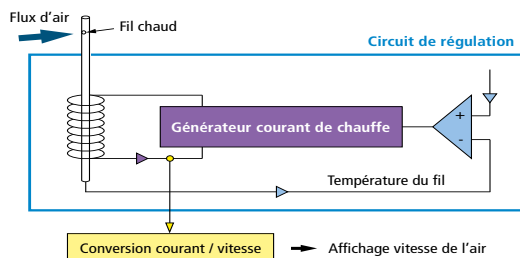 Flux d'air
Fil chaud
Circuit de régulation
Générateur courant de chauffe
+
-
Température du fil
Conversion courant / vitesse
Affichage vitesse de l'air